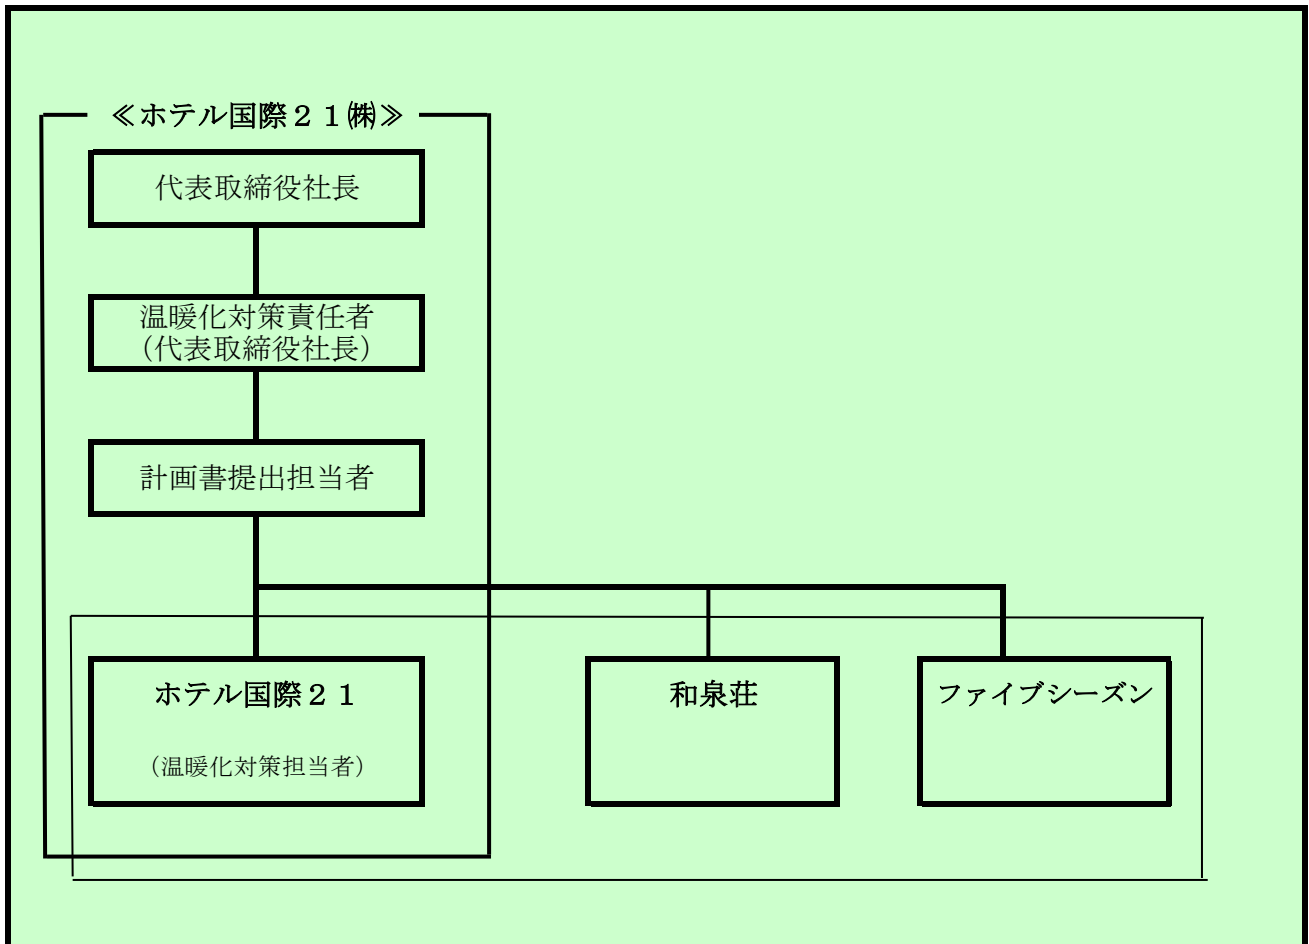 ≪ホテル国際２１㈱≫
代表取締役社長
温暖化対策責任者
（代表取締役社長）
計画書提出担当者
ホテル国際２１
（温暖化対策担当者）
和泉荘
ファイブシーズン